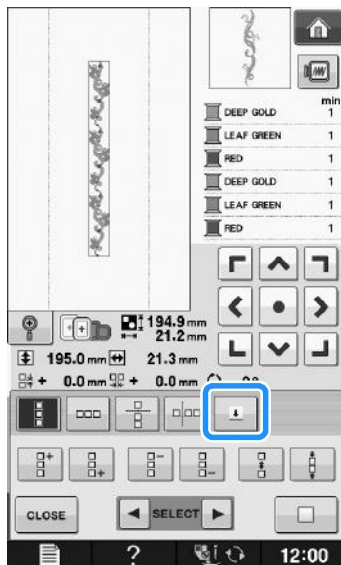 min
DEEP GOLD 1
LEAF GREEN 1
RED 1
DEEP GOLD 1
LEAF GREEN 1
RED 1
194.9 mm
21.2 mm
195.0 mm 21.3 mm
+ 0.0 mm + 0.0 mm
CLOSE SELECT
? 12:00